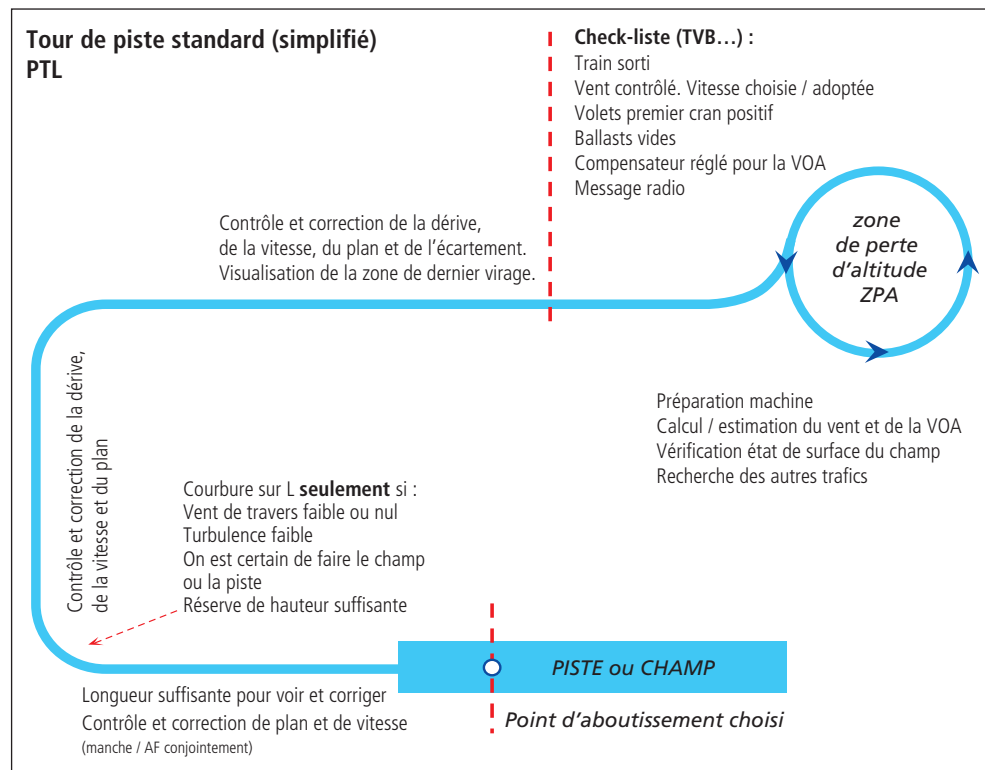 Tour de piste standard (simplifié)
PTL
Check-liste (TVB…) :
Train sorti
Vent contrôlé. Vitesse choisie / adoptée
Volets premier cran positif
Ballasts vides
Compensateur réglé pour la VOA
Message radio
Contrôle et correction de la dérive,
de la vitesse, du plan et de l'écartement.
Visualisation de la zone de dernier virage.
zone
de perte
d'altitude
ZPA
Préparation machine
Calcul / estimation du vent et de la VOA
Vérification état de surface du champ
Recherche des autres trafics
Contrôle et correction de la dérive,
de la vitesse et du plan
Courbure sur L seulement si :
Vent de travers faible ou nul
Turbulence faible
On est certain de faire le champ
ou la piste
Réserve de hauteur suffisante
PISTE ou CHAMP
Longueur suffisante pour voir et corriger
Contrôle et correction de plan et de vitesse
(manche / AF conjointement)
Point d'aboutissement choisi